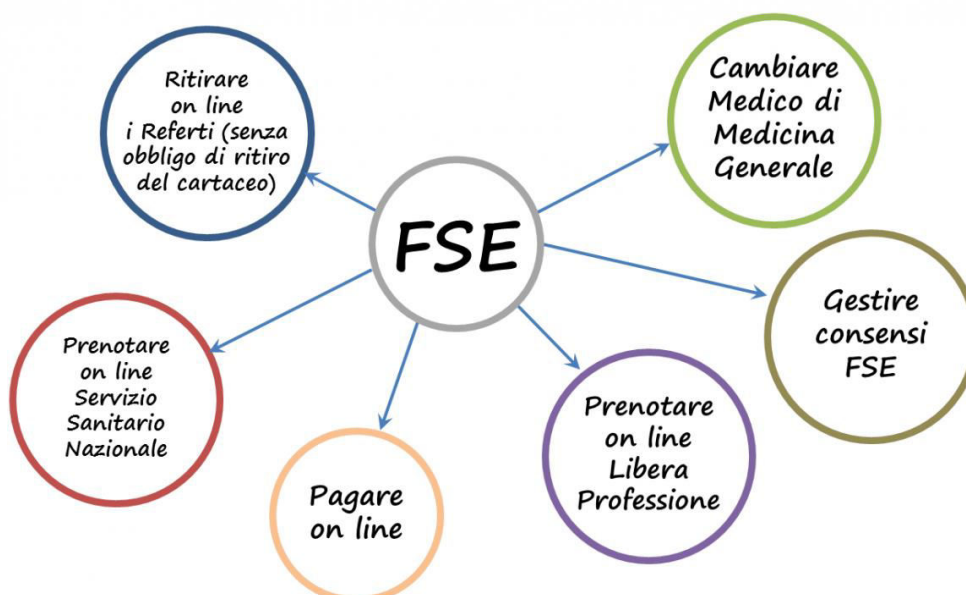 Ritirare
on line
i Referti (senza
obbligo di ritiro
del cartaceo)
Cambiare
Medico di
Medicina
Generale
FSE
Gestire
consensi
FSE
Prenotare
on line
Servizio
Sanitario
Nazionale
Prenotare
on line
Libera
Professione
Pagare
on line